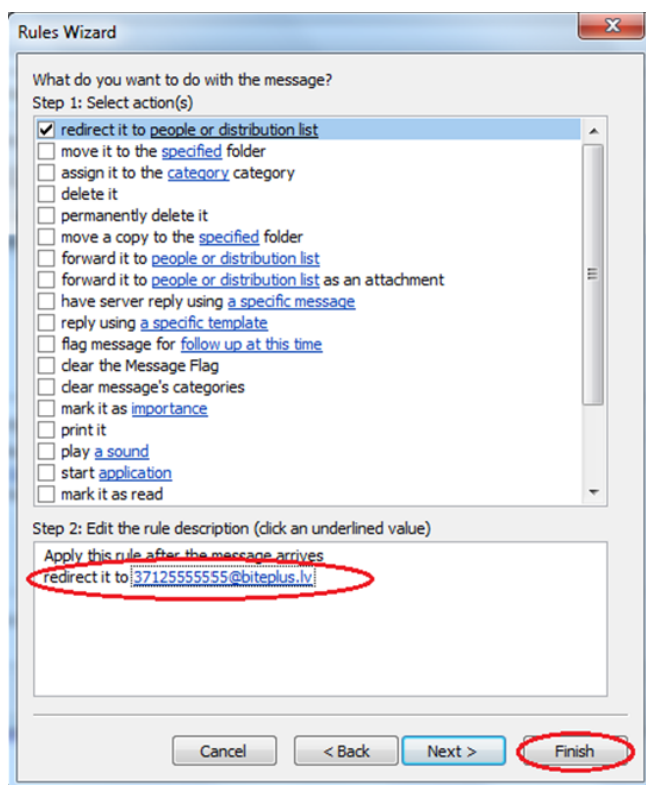 Rules Wizard
What do you want to do with the message?
Step 1: Select action(s)
redirect it to people or distribution list
move it to the specified folder
assign it to the category category
delete it
permanently delete it
move a copy to the specified folder
forward it to people or distribution list
forward it to people or distribution list as an attachment
have server reply using a specific message
reply using a specific template
flag message for follow up at this time
clear the Message Flag
clear message's categories
mark it as importance
print it
play a sound
start application
mark it as read
Step 2: Edit the rule description (click an underlined value)
Apply this rule after the message arrives
redirect it to 37125555555@biteplus.lv
Cancel
< Back
Next >
Finish